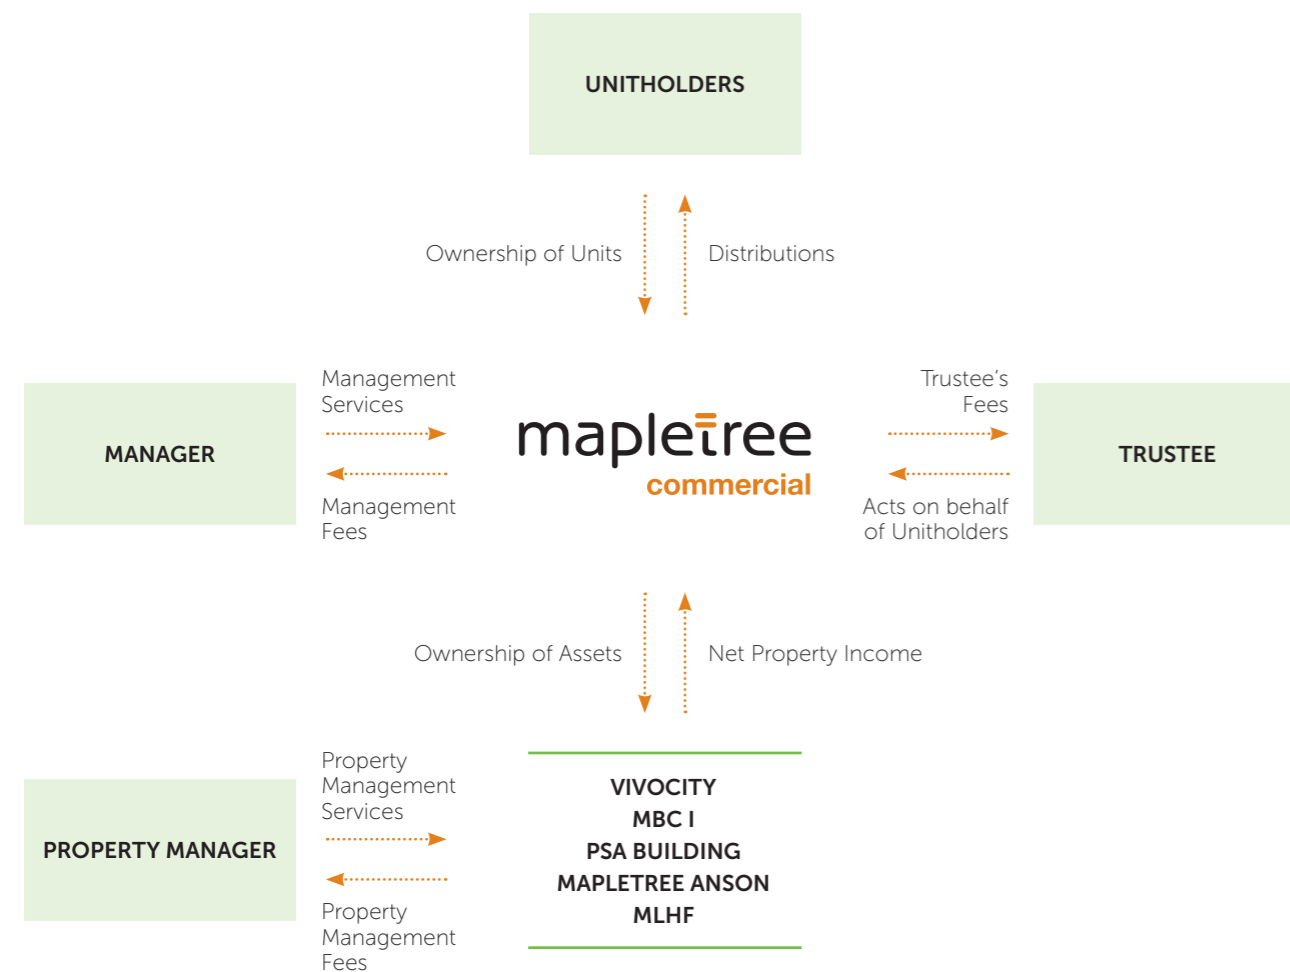 UNITHOLDERS
Ownership of Units
Distributions
Management
Services
Trustee’s
Fees
MANAGER
mapletree
commercial
TRUSTEE
Management
Fees
Acts on behalf
of Unitholders
Ownership of Assets
Net Property Income
Property
Management
Services
VIVOCITY
MBC I
PSA BUILDING
MAPLETREE ANSON
MLHF
PROPERTY MANAGER
Property
Management
Fees